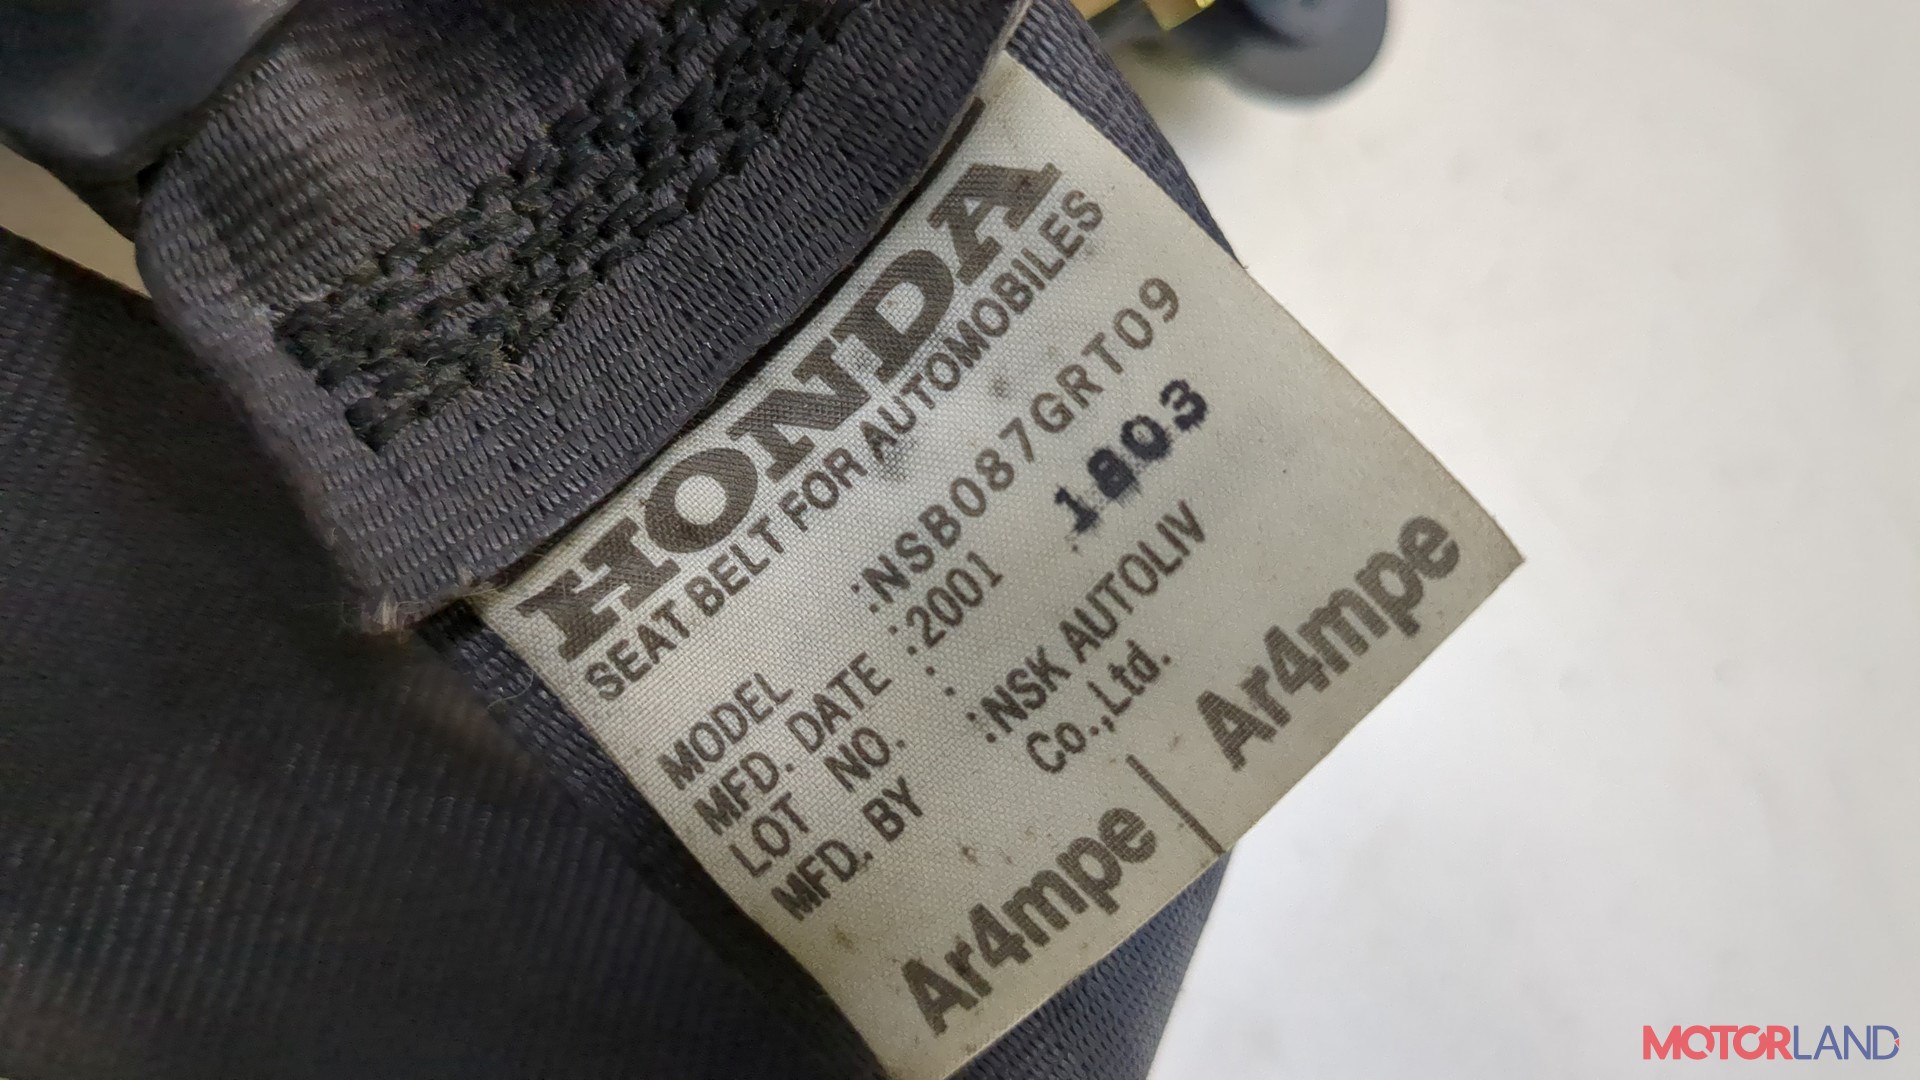 HONDA
SEAT BELT FOR AUTOMOBILES
MODEL :NSB087GRT09
MFD. DATE :2001 1803
LOT NO. :
MFD. BY :NSK AUTOLIV
Co.,Ltd.
Ar4mpe | Ar4mpe
MOTORLAND